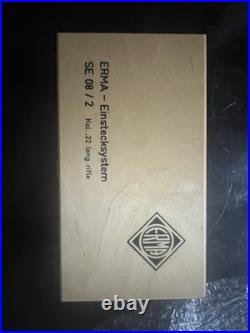 ERMA – Einstecksystem
SE 08 / 2 Kal. .22 long rifle
ERMA